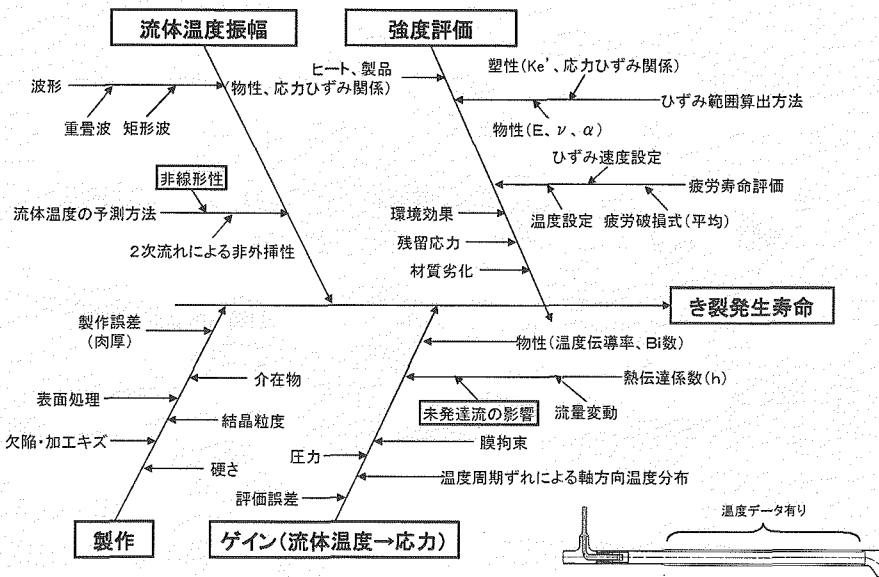 流体温度振幅
強度評価
波形
重畳波
矩形波
ヒート、製品
(物性、応力ひずみ関係)
塑性(Ke'、応力ひずみ関係)
ひずみ範囲算出方法
物性(E、ν、α)
ひずみ速度設定
疲労寿命評価
温度設定
疲労破損式(平均)
非線形性
流体温度の予測方法
2次流れによる非外挿性
環境効果
残留応力
材質劣化
き裂発生寿命
製作誤差
(肉厚)
介在物
表面処理
結晶粒度
欠陥・加工キズ
硬さ
製作
物性(温度伝導率、Bi数)
熱伝達係数(h)
未発達流の影響
流量変動
膜拘束
圧力
温度周期ずれによる軸方向温度分布
評価誤差
ゲイン(流体温度→応力)
温度データ有り